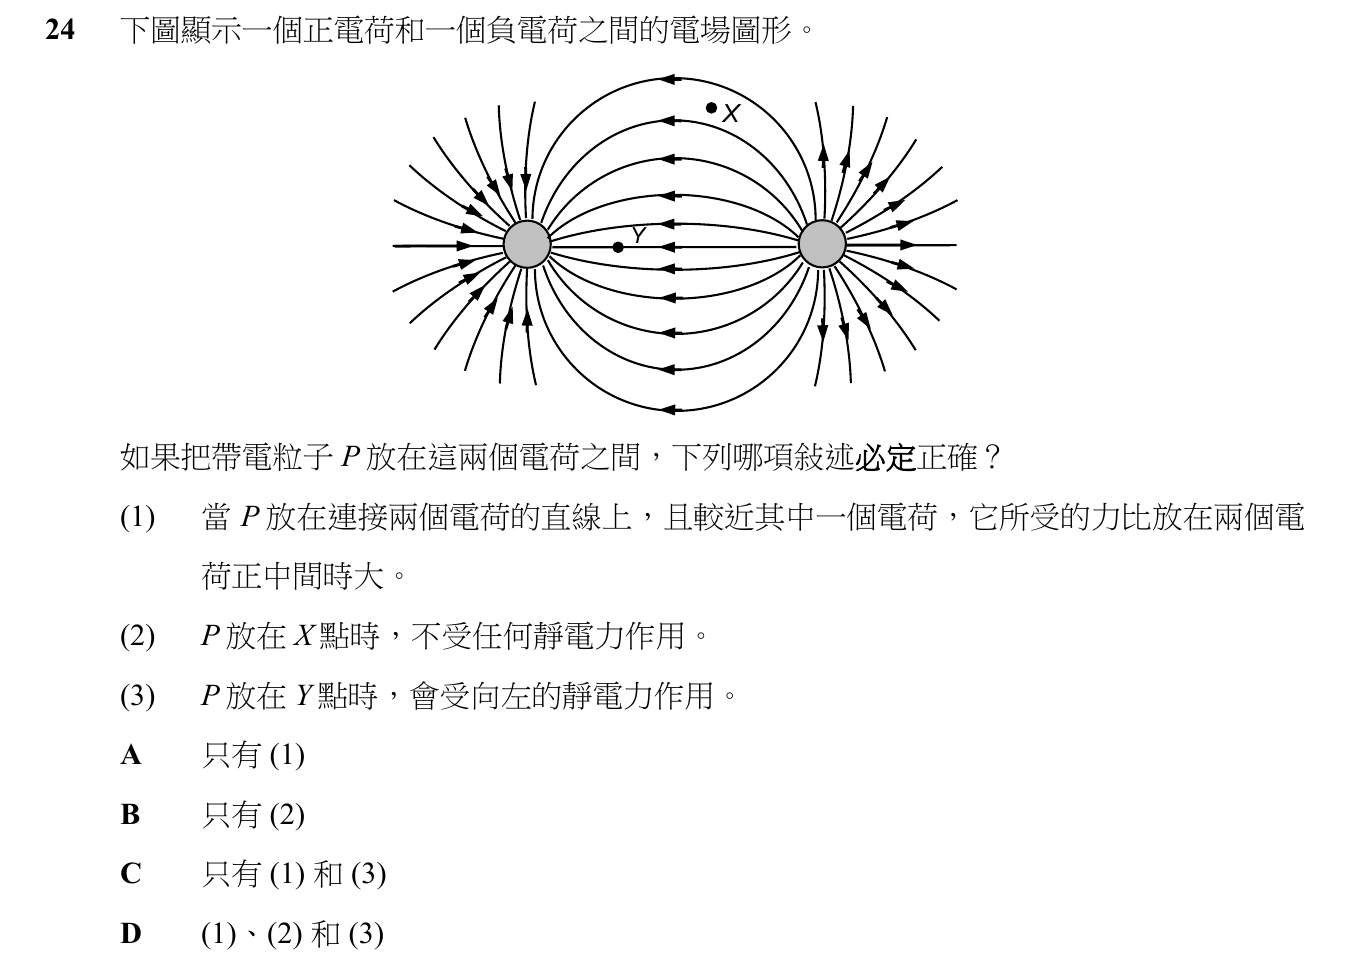 24 下圖顯示一個正電荷和一個負電荷之間的電場圖形。
X
Y
如果把帶電粒子 P 放在這兩個電荷之間，下列哪項敍述必定正確？
(1) 當 P 放在連接兩個電荷的直線上，且較近其中一個電荷，它所受的力比放在兩個電
荷正中間時大。
(2) P 放在 X 點時，不受任何靜電力作用。
(3) P 放在 Y 點時，會受向左的靜電力作用。
A 只有 (1)
B 只有 (2)
C 只有 (1) 和 (3)
D (1)、(2) 和 (3)